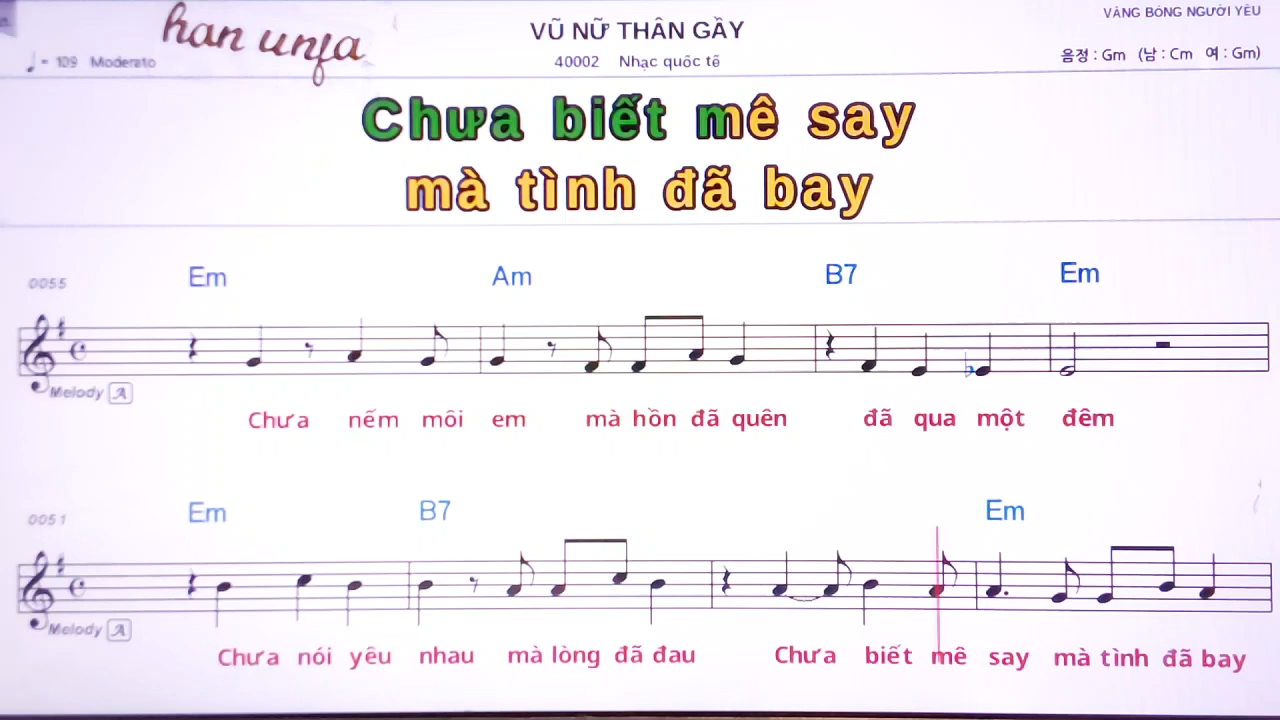 han unfa
VŨ NỮ THÂN GẦY
VÂNG BÓNG NGƯỜI YÊU
♩= 109 Moderato
40002 Nhạc quốc tế
음정 : Gm (남 : Cm 여 : Gm)
Chưa biết mê say
mà tình đã bay
0055 Em Am B7 Em
Melody A
Chưa nếm môi em mà hồn đã quên đã qua một đêm
0051 Em B7 Em
Melody A
Chưa nói yêu nhau mà lòng đã đau Chưa biết mê say mà tình đã bay